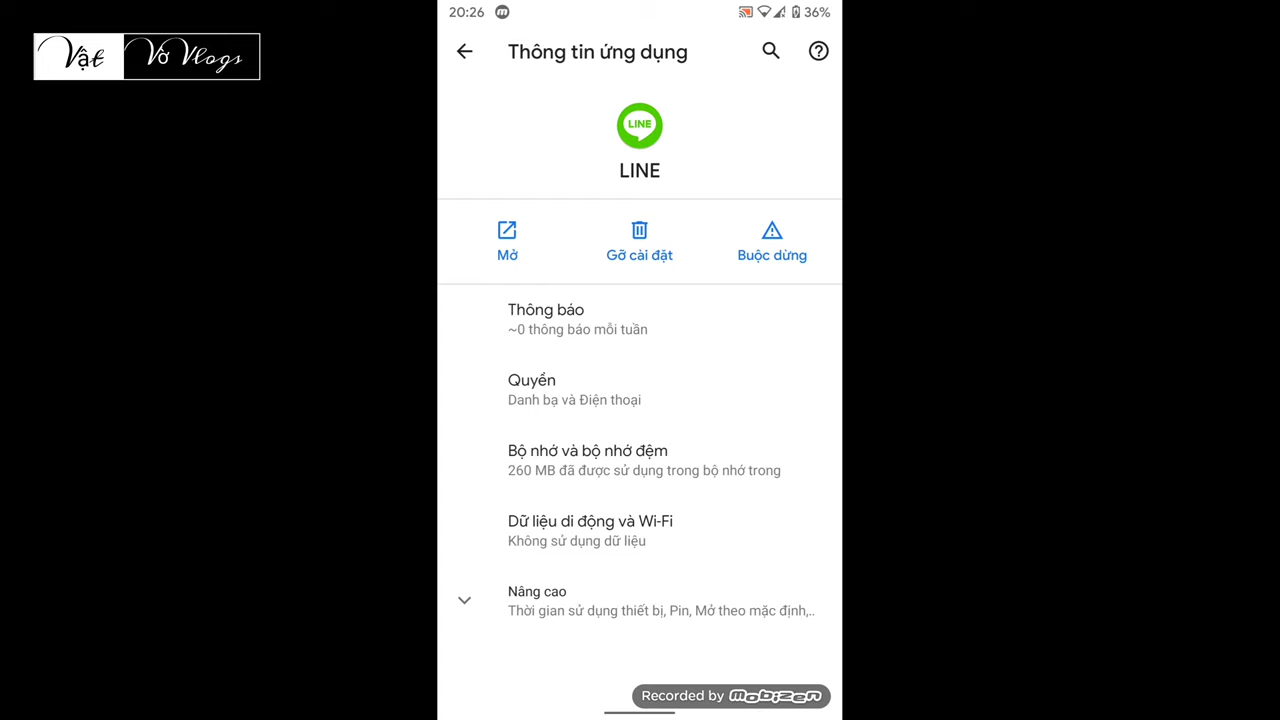 20:26 m 36%
Vật Vờ Vlogs
Thông tin ứng dụng
LINE
LINE
Mở Gỡ cài đặt Buộc dừng
Thông báo
~0 thông báo mỗi tuần
Quyền
Danh bạ và Điện thoại
Bộ nhớ và bộ nhớ đệm
260 MB đã được sử dụng trong bộ nhớ trong
Dữ liệu di động và Wi-Fi
Không sử dụng dữ liệu
Nâng cao
Thời gian sử dụng thiết bị, Pin, Mở theo mặc định,..
Recorded by mobizen